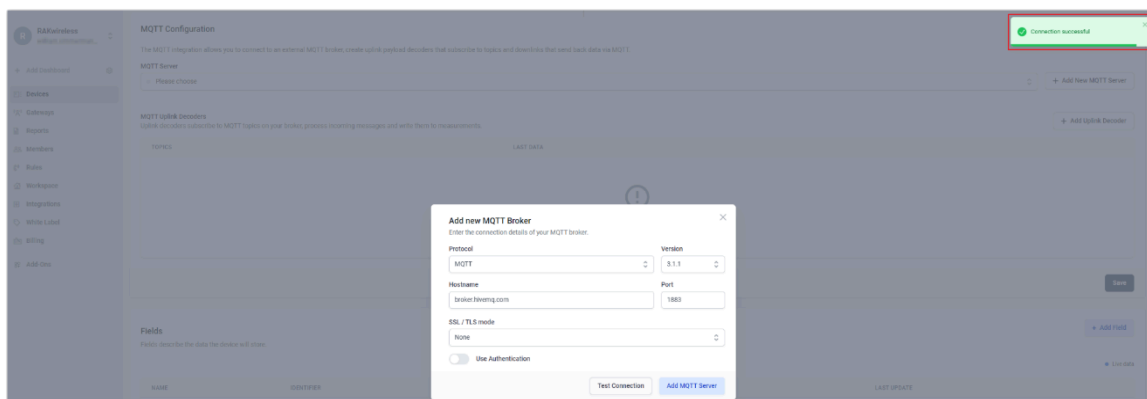 R
RAKwireless
MQTT Configuration
Connection successful
The MQTT integration allows you to connect to an external MQTT broker, create uplink payload decoders that subscribe to topics and downlinks that send back data via MQTT.
+ Add Dashboard
MQTT Server
Please choose
+ Add New MQTT Server
Devices
Gateways
MQTT Uplink Decoders
Uplink decoders subscribe to MQTT topics on your broker, process incoming messages and write them to measurements.
+ Add Uplink Decoder
Reports
Members
TOPICS
LAST DATA
Rules
Workspace
Integrations
White Label
Billing
Add-ons
Add new MQTT Broker
Enter the connection details of your MQTT broker.
Protocol
Version
MQTT
3.1.1
Hostname
Port
broker.hivemq.com
1883
Save
SSL / TLS mode
None
Fields
+ Add Field
Fields describe the data the device will store.
Use Authentication
Live data
Test Connection
Add MQTT Server
NAME
IDENTIFIER
LAST UPDATE